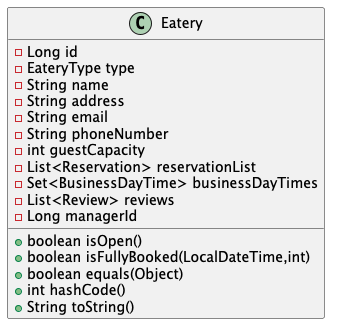 C Eatery
Long id
EateryType type
String name
String address
String email
String phoneNumber
int guestCapacity
List<Reservation> reservationList
Set<BusinessDayTime> businessDayTimes
List<Review> reviews
Long managerId
boolean isOpen()
boolean isFullyBooked(LocalDateTime,int)
boolean equals(Object)
int hashCode()
String toString()